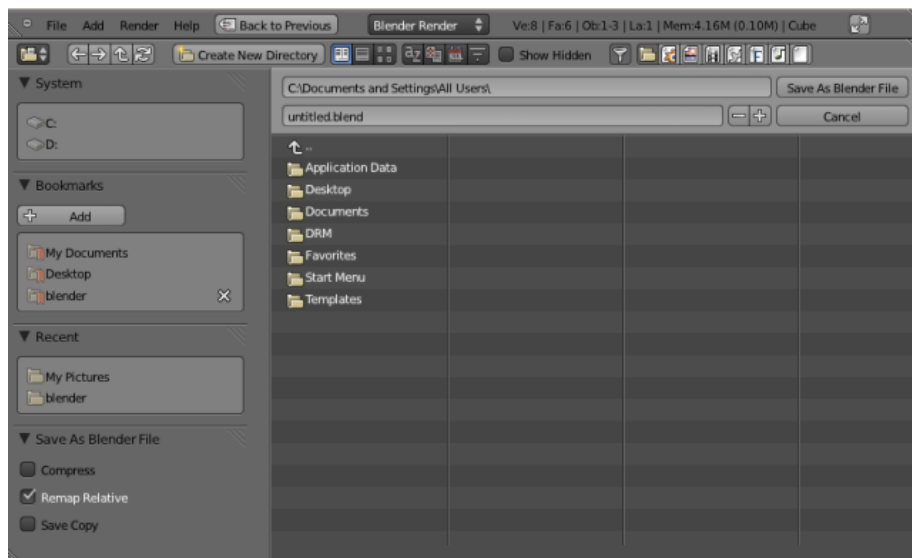 File Add Render Help Back to Previous Blender Render Ve:8 | Fa:6 | Ob:1-3 | La:1 | Mem:4.16M (0.10M) | Cube
Create New Directory Show Hidden
System
C:
D:
Bookmarks
Add
My Documents
Desktop
blender
Recent
My Pictures
blender
Save As Blender File
Compress
Remap Relative
Save Copy
C:\Documents and Settings\All Users\ Save As Blender File
untitled.blend Cancel
..
Application Data
Desktop
Documents
DRM
Favorites
Start Menu
Templates